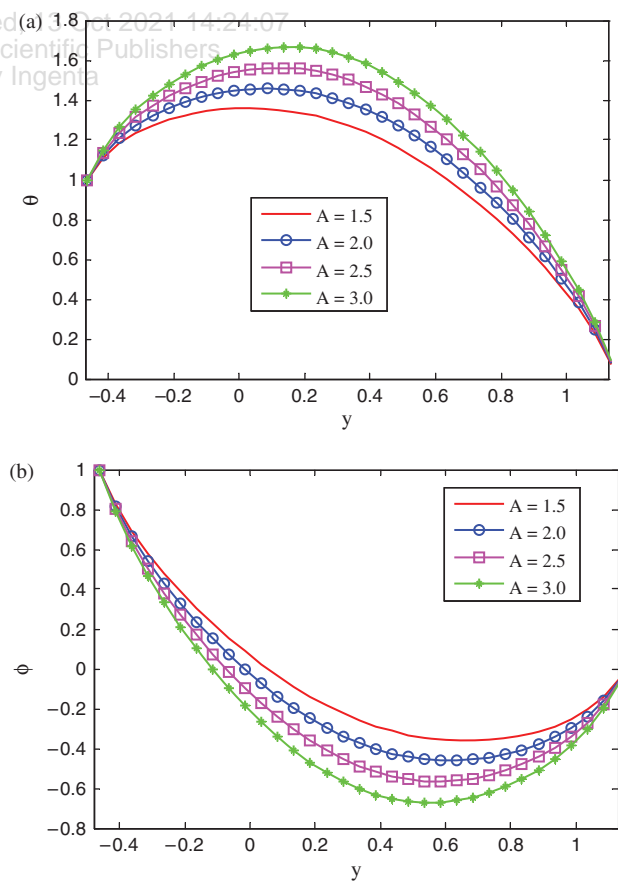 ed, 13 Oct 2021 14:24:07
cientific Publishers
y Ingenta
(a)
1.8
1.6
1.4
1.2
1
0.8
0.6
0.4
0.2
0
θ
A = 1.5
A = 2.0
A = 2.5
A = 3.0
−0.4 −0.2 0 0.2 0.4 0.6 0.8 1
y
(b)
1
0.8
0.6
0.4
0.2
0
−0.2
−0.4
−0.6
−0.8
ϕ
A = 1.5
A = 2.0
A = 2.5
A = 3.0
−0.4 −0.2 0 0.2 0.4 0.6 0.8 1
y